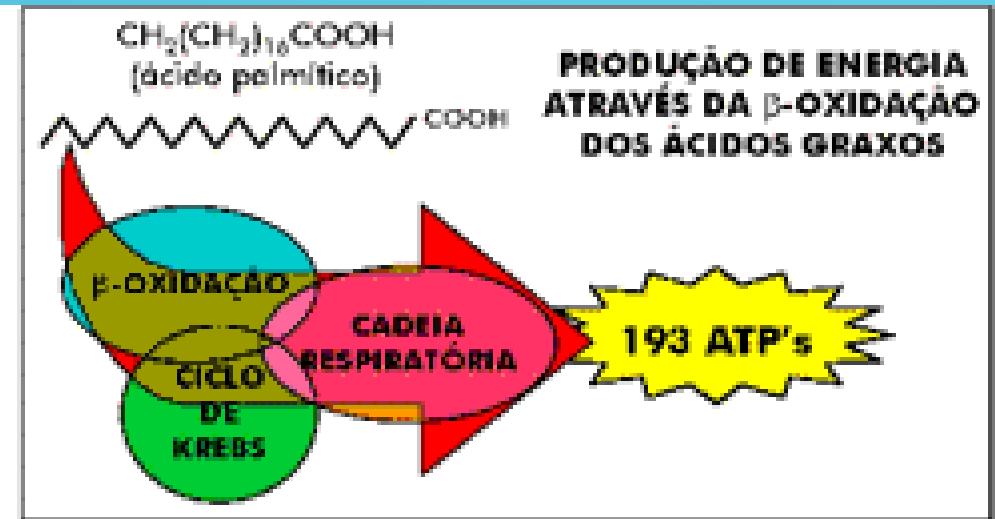 CH₂(CH₂)₁₆COOH
(ácido palmítico)
COOH
PRODUÇÃO DE ENERGIA
ATRAVÉS DA β-OXIDAÇÃO
DOS ÁCIDOS GRAXOS
β-OXIDAÇÃO
CICLO
DE
KREBS
CADEIA
RESPIRATÓRIA
193 ATP's